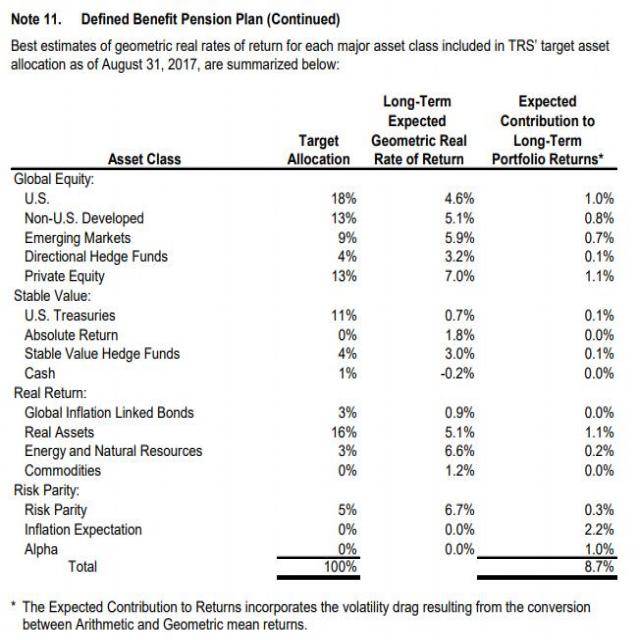 Note 11. Defined Benefit Pension Plan (Continued)
Best estimates of geometric real rates of return for each major asset class included in TRS' target asset
allocation as of August 31, 2017, are summarized below:
Long-Term Expected
Expected Contribution to
Target Geometric Real Long-Term
Asset Class Allocation Rate of Return Portfolio Returns*
Global Equity:
U.S. 18% 4.6% 1.0%
Non-U.S. Developed 13% 5.1% 0.8%
Emerging Markets 9% 5.9% 0.7%
Directional Hedge Funds 4% 3.2% 0.1%
Private Equity 13% 7.0% 1.1%
Stable Value:
U.S. Treasuries 11% 0.7% 0.1%
Absolute Return 0% 1.8% 0.0%
Stable Value Hedge Funds 4% 3.0% 0.1%
Cash 1% -0.2% 0.0%
Real Return:
Global Inflation Linked Bonds 3% 0.9% 0.0%
Real Assets 16% 5.1% 1.1%
Energy and Natural Resources 3% 6.6% 0.2%
Commodities 0% 1.2% 0.0%
Risk Parity:
Risk Parity 5% 6.7% 0.3%
Inflation Expectation 0% 0.0% 2.2%
Alpha 0% 0.0% 1.0%
Total 100% 8.7%
* The Expected Contribution to Returns incorporates the volatility drag resulting from the conversion
between Arithmetic and Geometric mean returns.